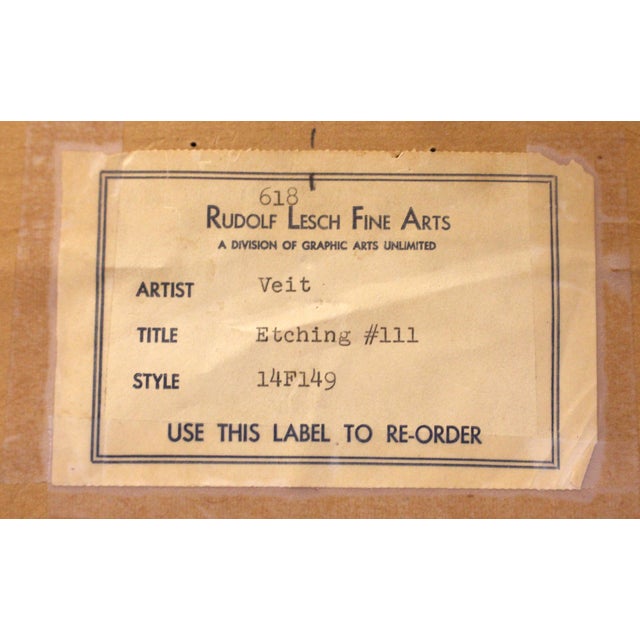 618
RUDOLF LESCH FINE ARTS
A DIVISION OF GRAPHIC ARTS UNLIMITED
ARTIST Veit
TITLE Etching #111
STYLE 14F149
USE THIS LABEL TO RE-ORDER